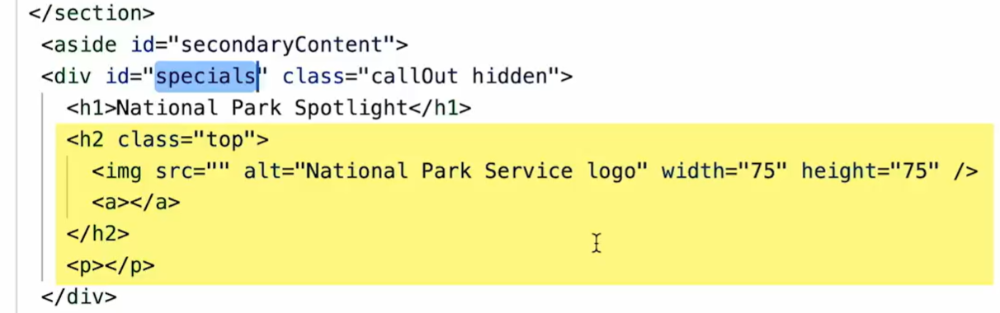 </section>
<aside id="secondaryContent">
<div id="specials" class="callOut hidden">
<h1>National Park Spotlight</h1>
<h2 class="top">
<img src="" alt="National Park Service logo" width="75" height="75" />
<a></a>
</h2>
<p></p>
</div>